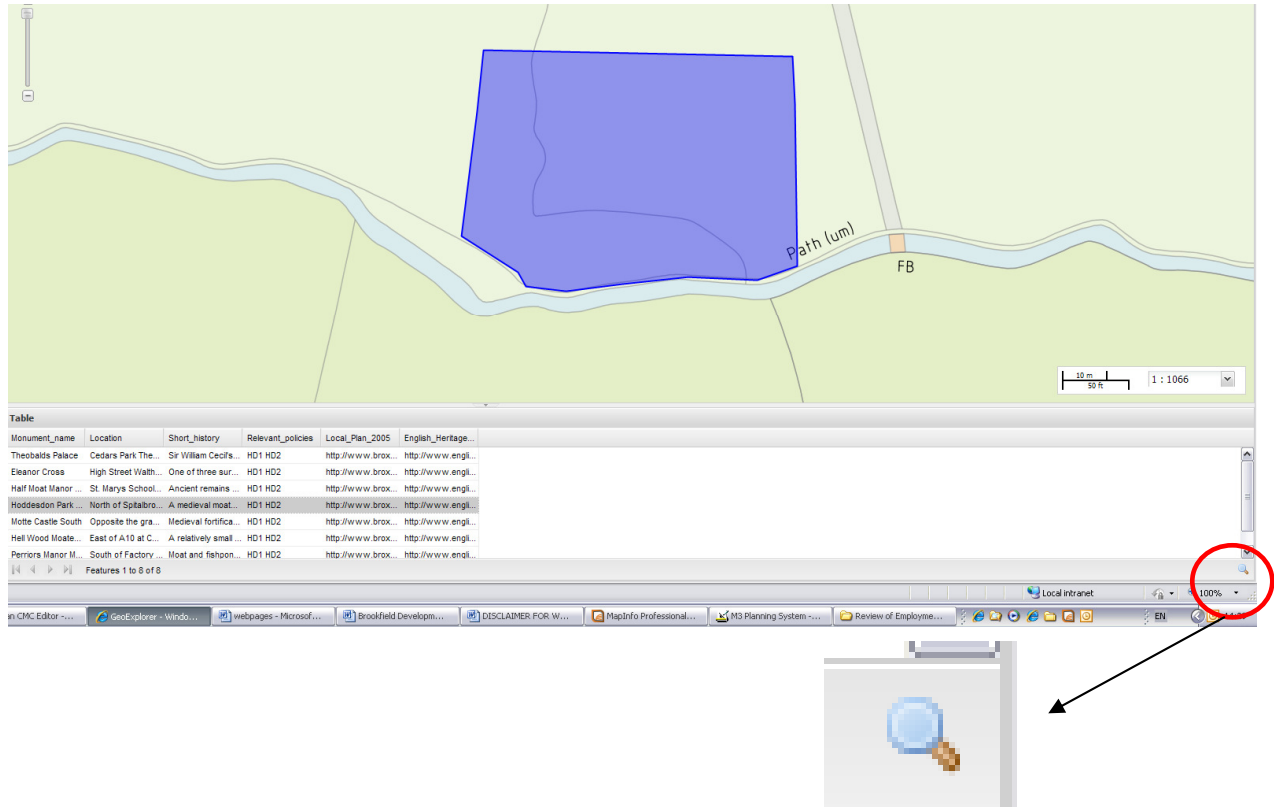 Path (um)
FB
10 m
50 ft
1 : 1066
Table
Monument_name Location Short_history Relevant_policies Local_Plan_2005 English_Heritage...
Theobalds Palace Cedars Park The... Sir William Cecil's... HD1 HD2 http://www.brox... http://www.engli...
Eleanor Cross High Street Walth... One of three sur... HD1 HD2 http://www.brox... http://www.engli...
Half Moat Manor ... St. Marys School... Ancient remains ... HD1 HD2 http://www.brox... http://www.engli...
Hoddesdon Park ... North of Spitalbro... A medieval moat... HD1 HD2 http://www.brox... http://www.engli...
Motte Castle South Opposite the gra... Medieval fortifica... HD1 HD2 http://www.brox... http://www.engli...
Hell Wood Moate... East of A10 at C... A relatively small ... HD1 HD2 http://www.brox... http://www.engli...
Perriors Manor M... South of Factory ... Moat and fishpon... HD1 HD2 http://www.brox... http://www.engli...
Features 1 to 8 of 8
Local intranet 100%
an CMC Editor -... GeoExplorer - Windo... webpages - Microsof... Brookfield Developm... DISCLAIMER FOR W... MapInfo Professional... M3 Planning System -... Review of Employme... EN